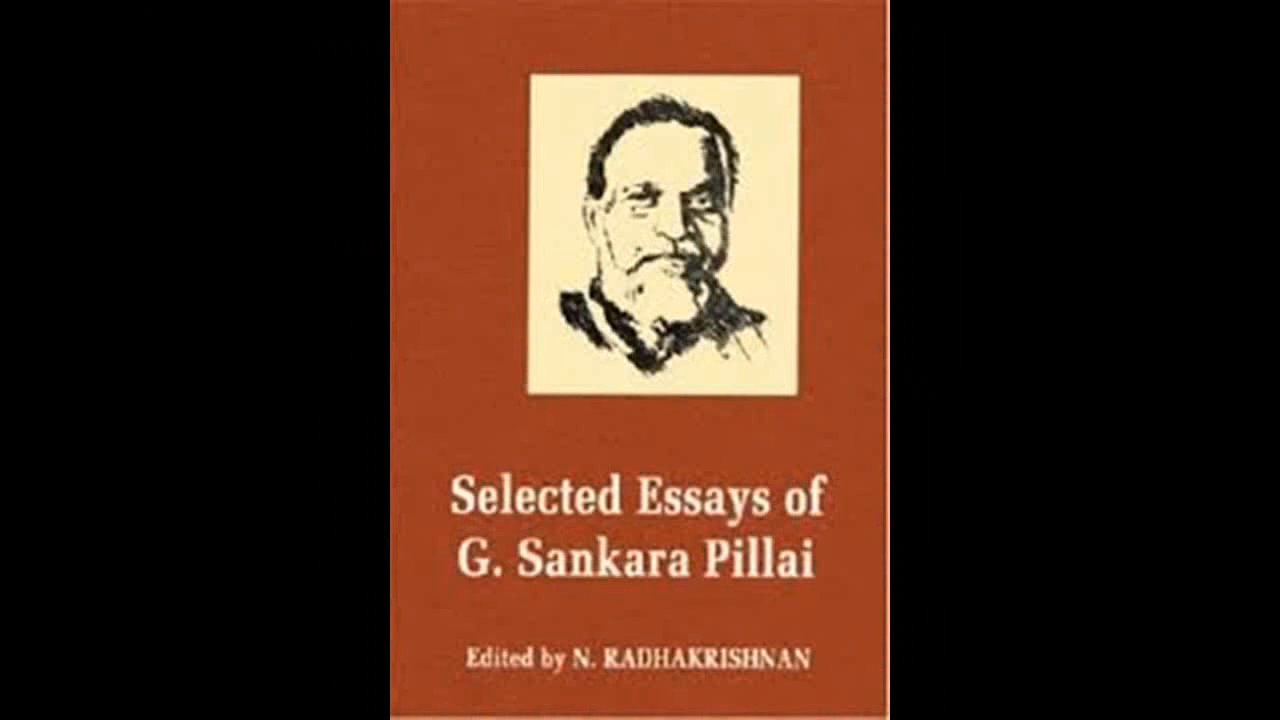 Selected Essays of
G. Sankara Pillai
Edited by N. RADHAKRISHNAN